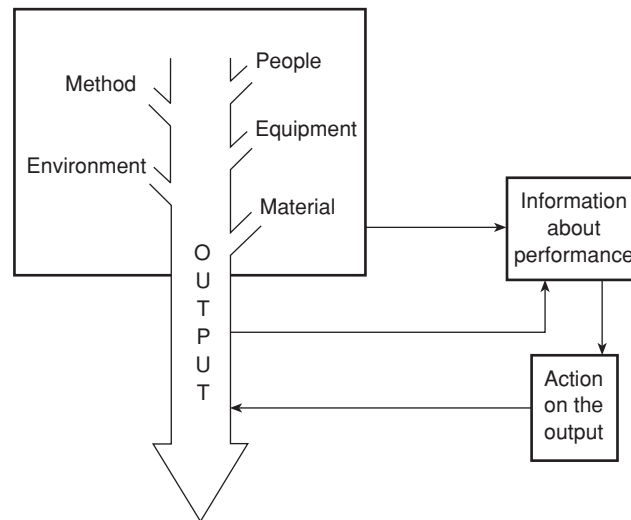 People
Method
Equipment
Environment
Material
Information
about
performance
O
U
T
P
U
T
Action
on the
output